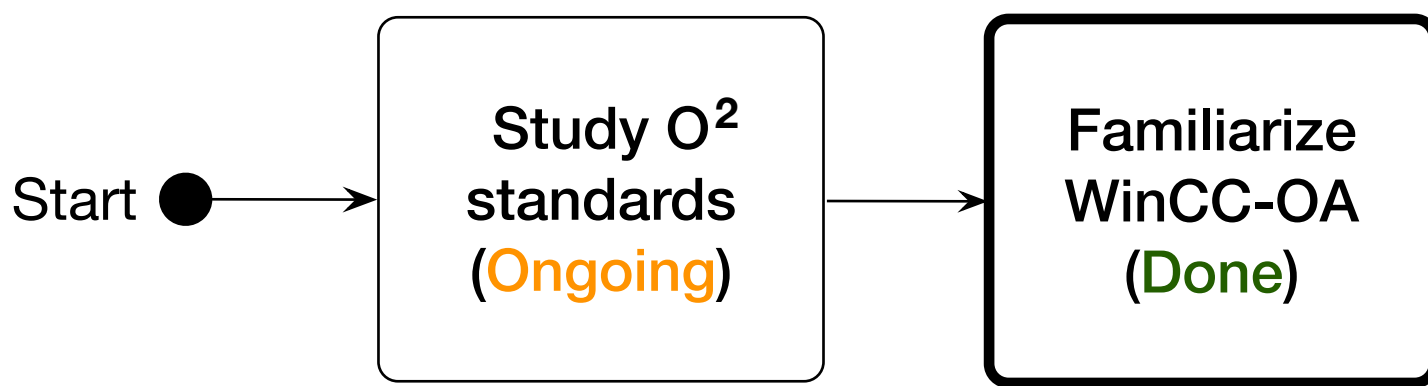 Start
Study O²
standards
(Ongoing)
Familiarize
WinCC-OA
(Done)